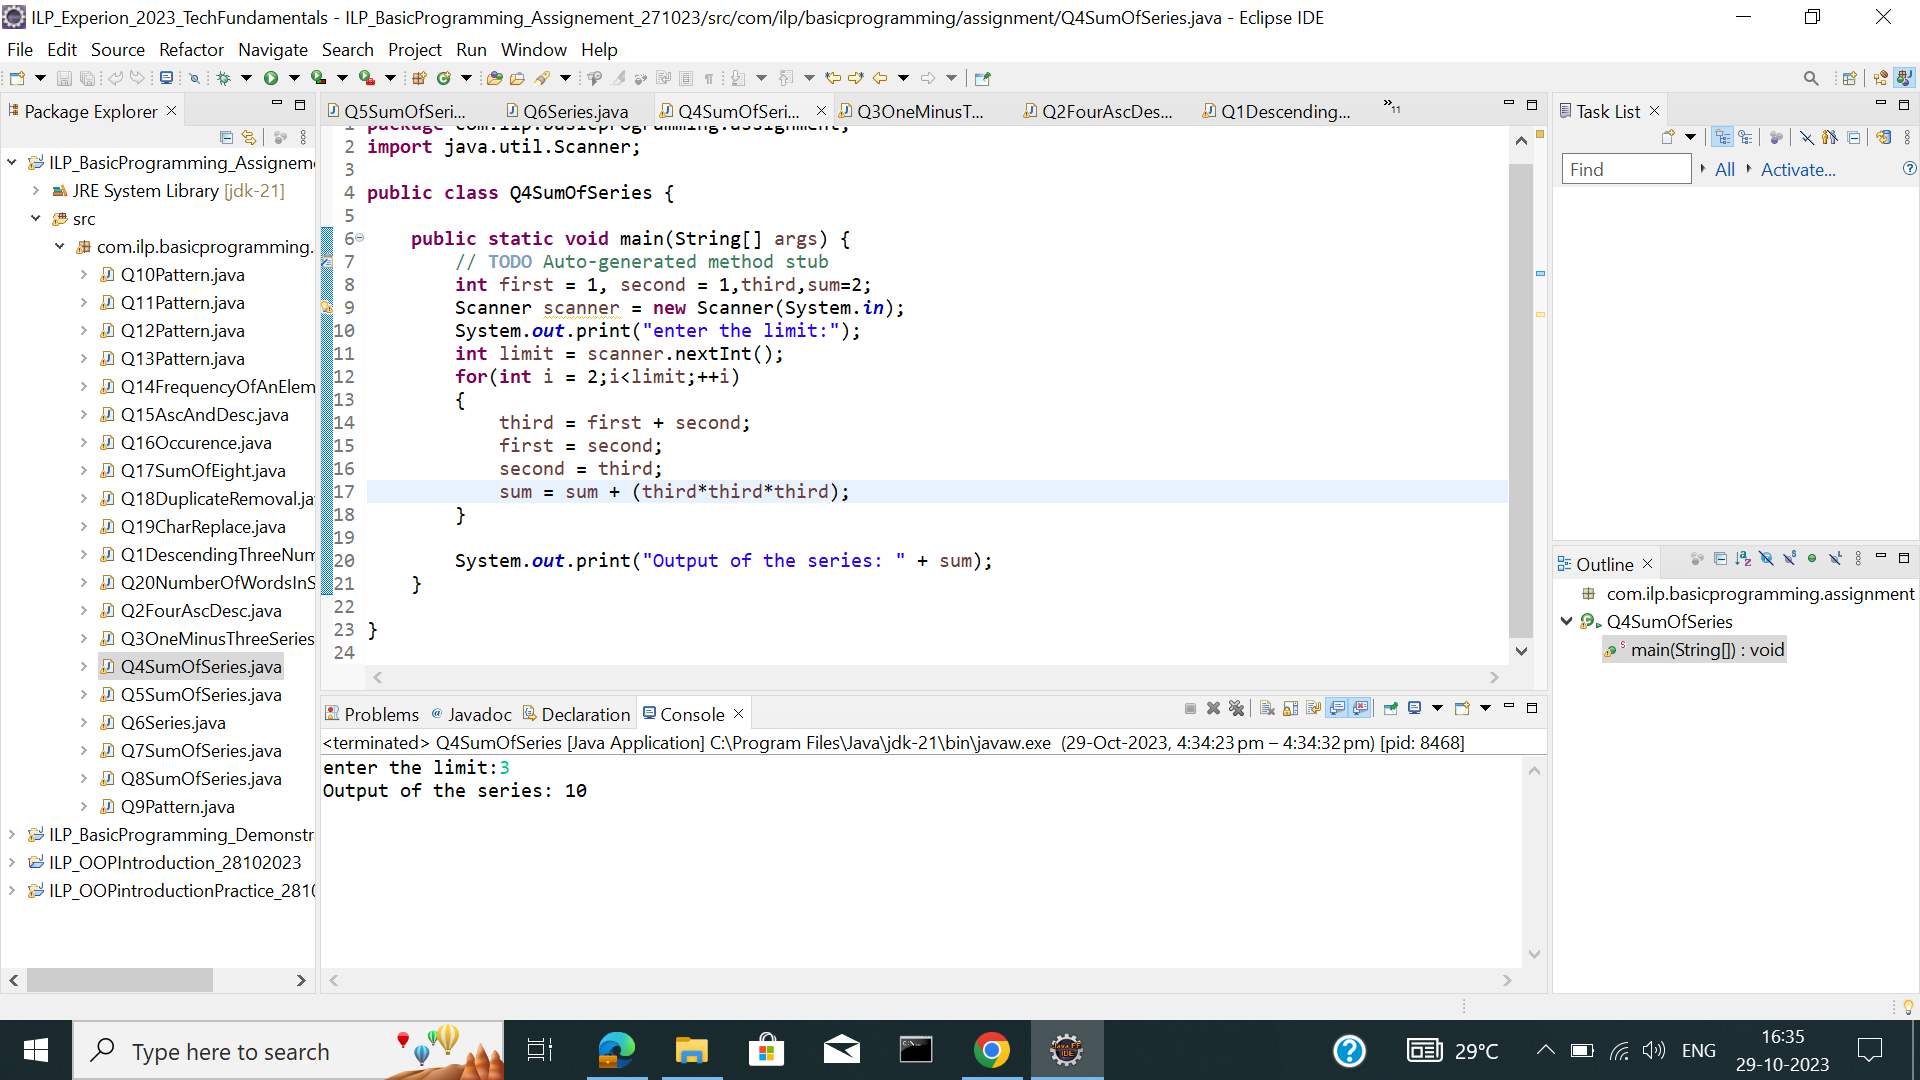 ILP_Experion_2023_TechFundamentals - ILP_BasicProgramming_Assignement_271023/src/com/ilp/basicprogramming/assignment/Q4SumOfSeries.java - Eclipse IDE
File Edit Source Refactor Navigate Search Project Run Window Help
Package Explorer
ILP_BasicProgramming_Assignem
JRE System Library [jdk-21]
src
com.ilp.basicprogramming.
Q10Pattern.java
Q11Pattern.java
Q12Pattern.java
Q13Pattern.java
Q14FrequencyOfAnElem
Q15AscAndDesc.java
Q16Occurence.java
Q17SumOfEight.java
Q18DuplicateRemoval.ja
Q19CharReplace.java
Q1DescendingThreeNum
Q20NumberOfWordsInS
Q2FourAscDesc.java
Q3OneMinusThreeSeries
Q4SumOfSeries.java
Q5SumOfSeries.java
Q6Series.java
Q7SumOfSeries.java
Q8SumOfSeries.java
Q9Pattern.java
ILP_BasicProgramming_Demonstr
ILP_OOPIntroduction_28102023
ILP_OOPintroductionPractice_2810
Q5SumOfSeri... Q6Series.java Q4SumOfSeri... Q3OneMinusT... Q2FourAscDes... Q1Descending... »11
1 package com.ilp.basicprogramming.assignment;
2 import java.util.Scanner;
3
4 public class Q4SumOfSeries {
5
6 public static void main(String[] args) {
7 // TODO Auto-generated method stub
8 int first = 1, second = 1,third,sum=2;
9 Scanner scanner = new Scanner(System.in);
10 System.out.print("enter the limit:");
11 int limit = scanner.nextInt();
12 for(int i = 2;i<limit;++i)
13 {
14 third = first + second;
15 first = second;
16 second = third;
17 sum = sum + (third*third*third);
18 }
19
20 System.out.print("Output of the series: " + sum);
21 }
22
23 }
24
Problems Javadoc Declaration Console
<terminated> Q4SumOfSeries [Java Application] C:\Program Files\Java\jdk-21\bin\javaw.exe (29-Oct-2023, 4:34:23 pm – 4:34:32 pm) [pid: 8468]
enter the limit:3
Output of the series: 10
Task List
Find All Activate...
Outline
com.ilp.basicprogramming.assignment
Q4SumOfSeries
main(String[]) : void
Type here to search
29°C
ENG
16:35
29-10-2023